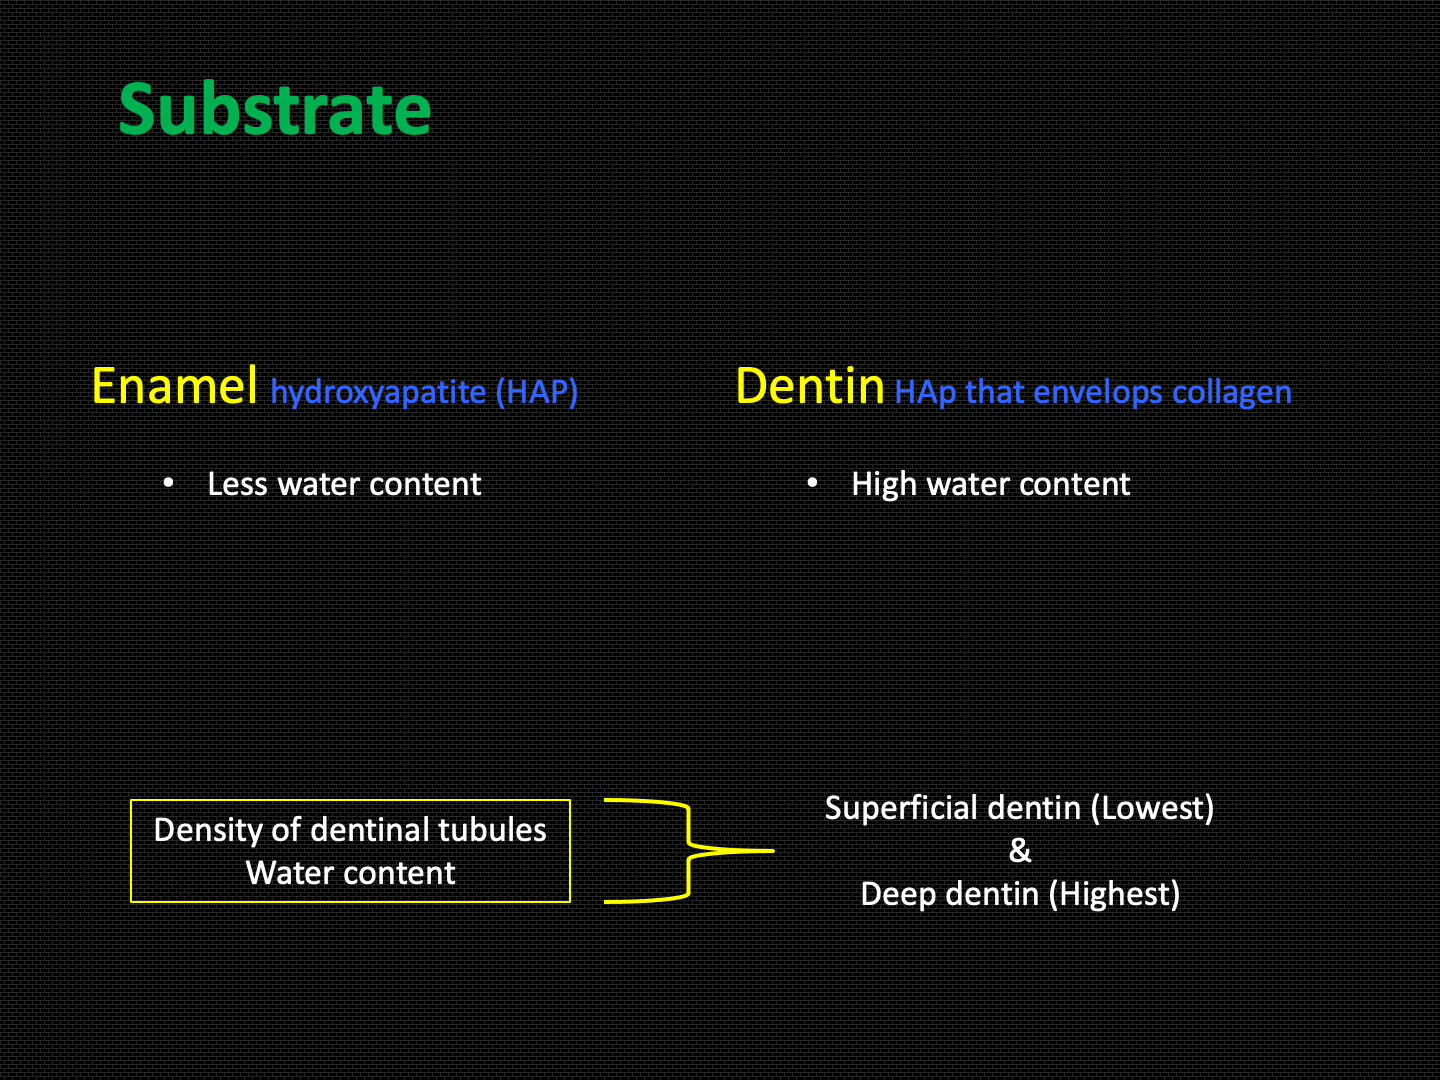 Substrate
Enamel hydroxyapatite (HAP)
• Less water content
Dentin HAp that envelops collagen
• High water content
Density of dentinal tubules
Water content
Superficial dentin (Lowest)
&
Deep dentin (Highest)